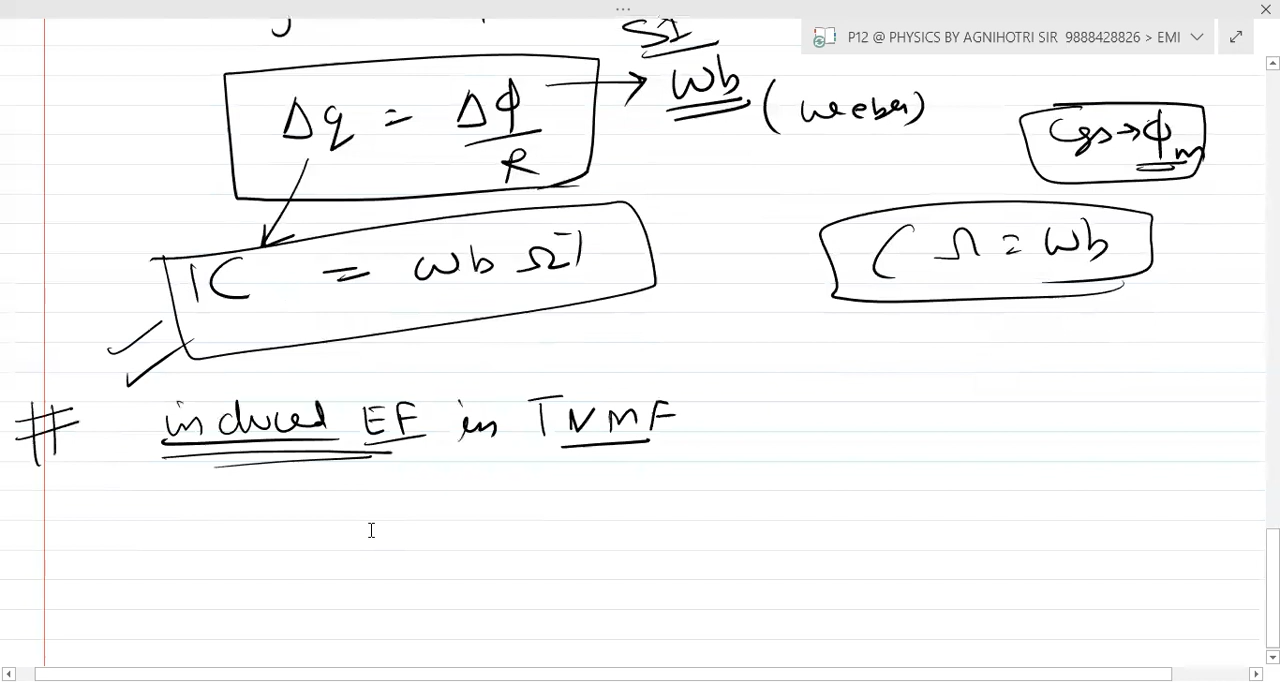 P12 @ PHYSICS BY AGNIHOTRI SIR 9888428826 > EMI
SI
Δq = Δϕ / R → Wb (weber)
Cgs → ϕm
1C = Wb Ω⁻¹
C Ω = Wb
# induced EF in TVMF